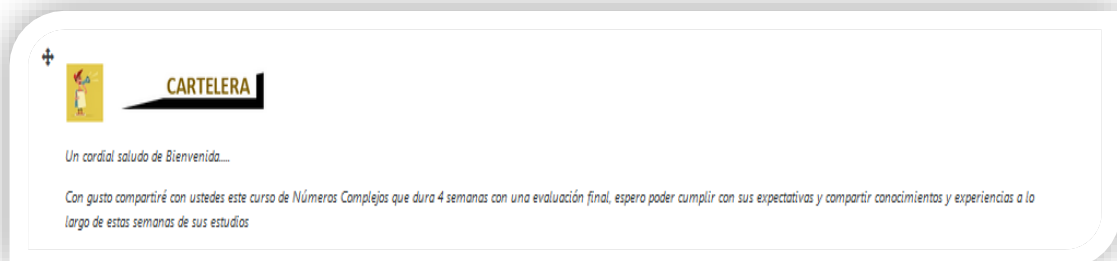 CARTELERA
Un cordial saludo de Bienvenida....
Con gusto compartiré con ustedes este curso de Números Complejos que dura 4 semanas con una evaluación final, espero poder cumplir con sus expectativas y compartir conocimientos y experiencias a lo
largo de estas semanas de sus estudios